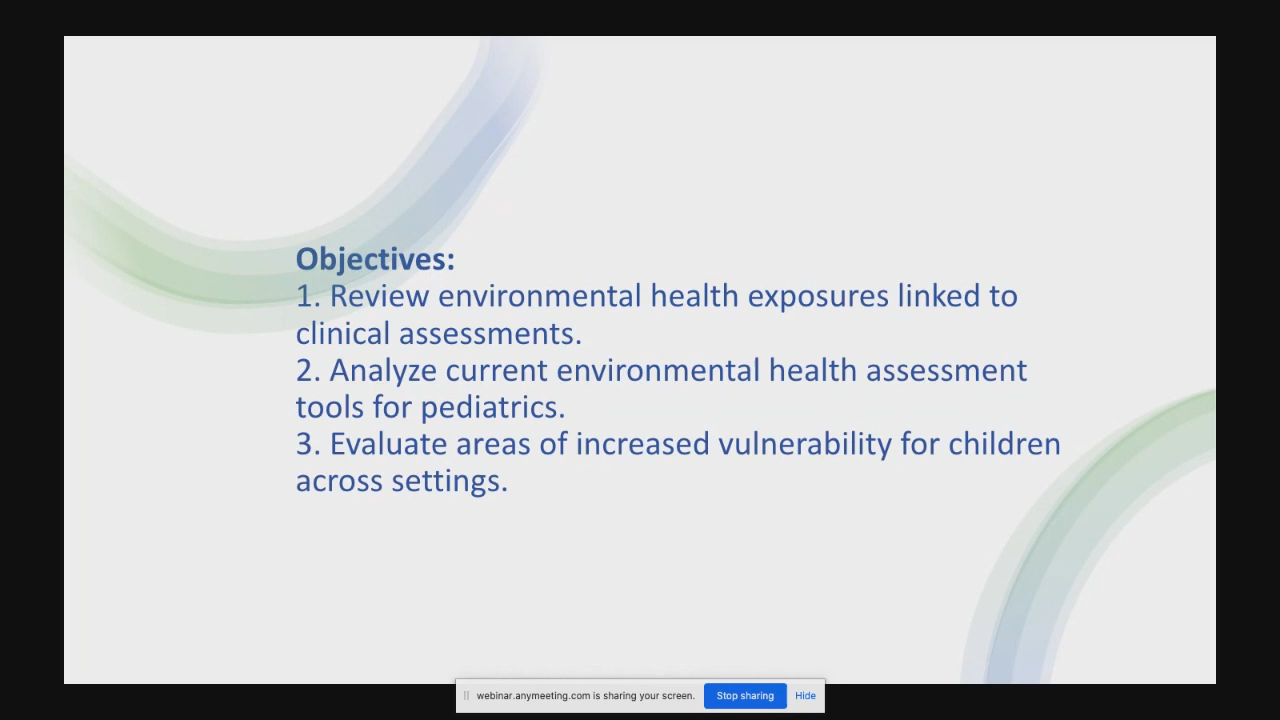 Objectives:
1. Review environmental health exposures linked to
clinical assessments.
2. Analyze current environmental health assessment
tools for pediatrics.
3. Evaluate areas of increased vulnerability for children
across settings.
webinar.anymeeting.com is sharing your screen. Stop sharing Hide